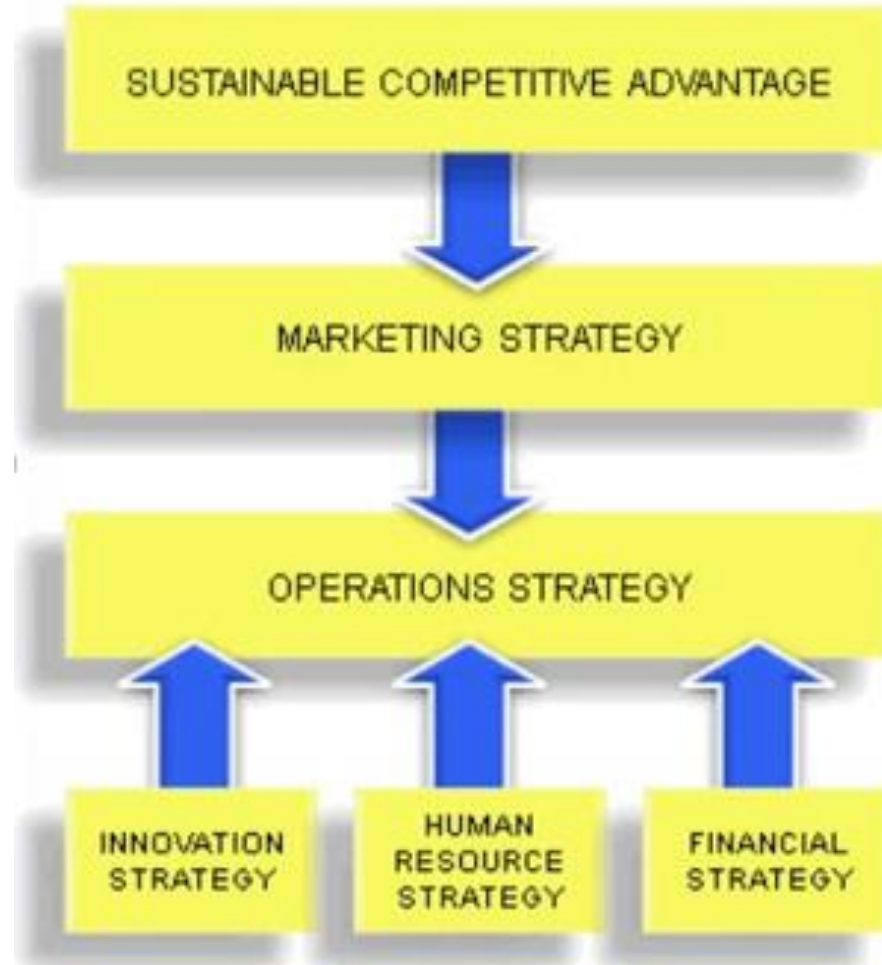 SUSTAINABLE COMPETITIVE ADVANTAGE
MARKETING STRATEGY
OPERATIONS STRATEGY
INNOVATION
STRATEGY
HUMAN
RESOURCE
STRATEGY
FINANCIAL
STRATEGY